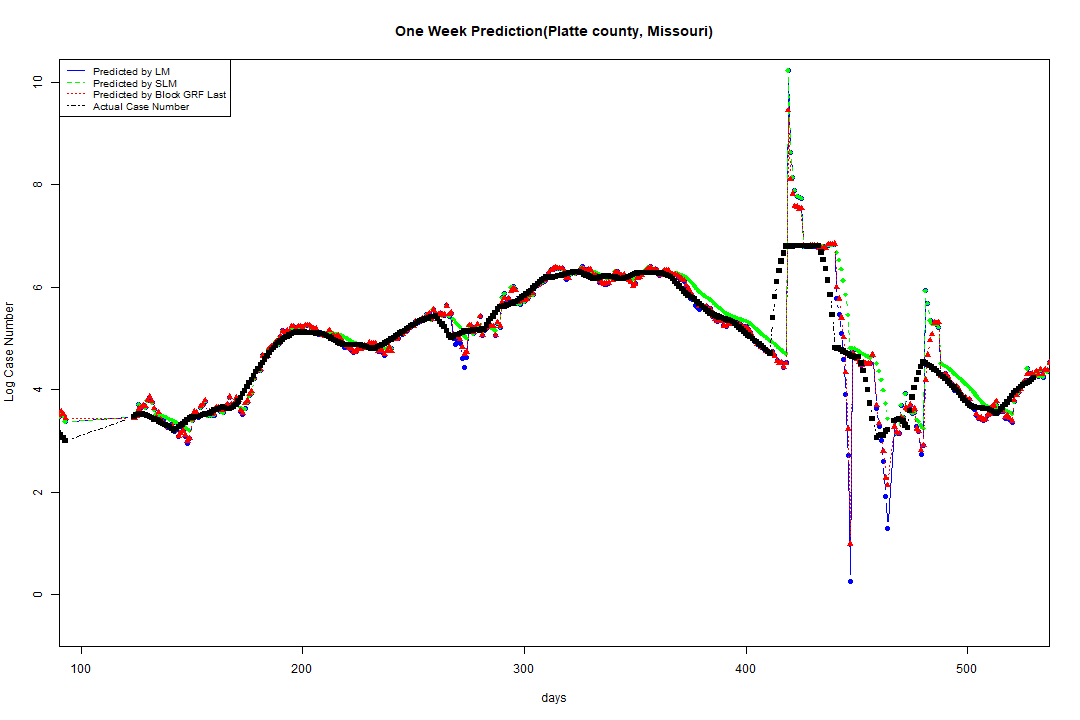 One Week Prediction(Platte county, Missouri)
Predicted by LM
Predicted by SLM
Predicted by Block GRF Last
Actual Case Number
10
8
6
4
2
0
Log Case Number
100 200 300 400 500
days